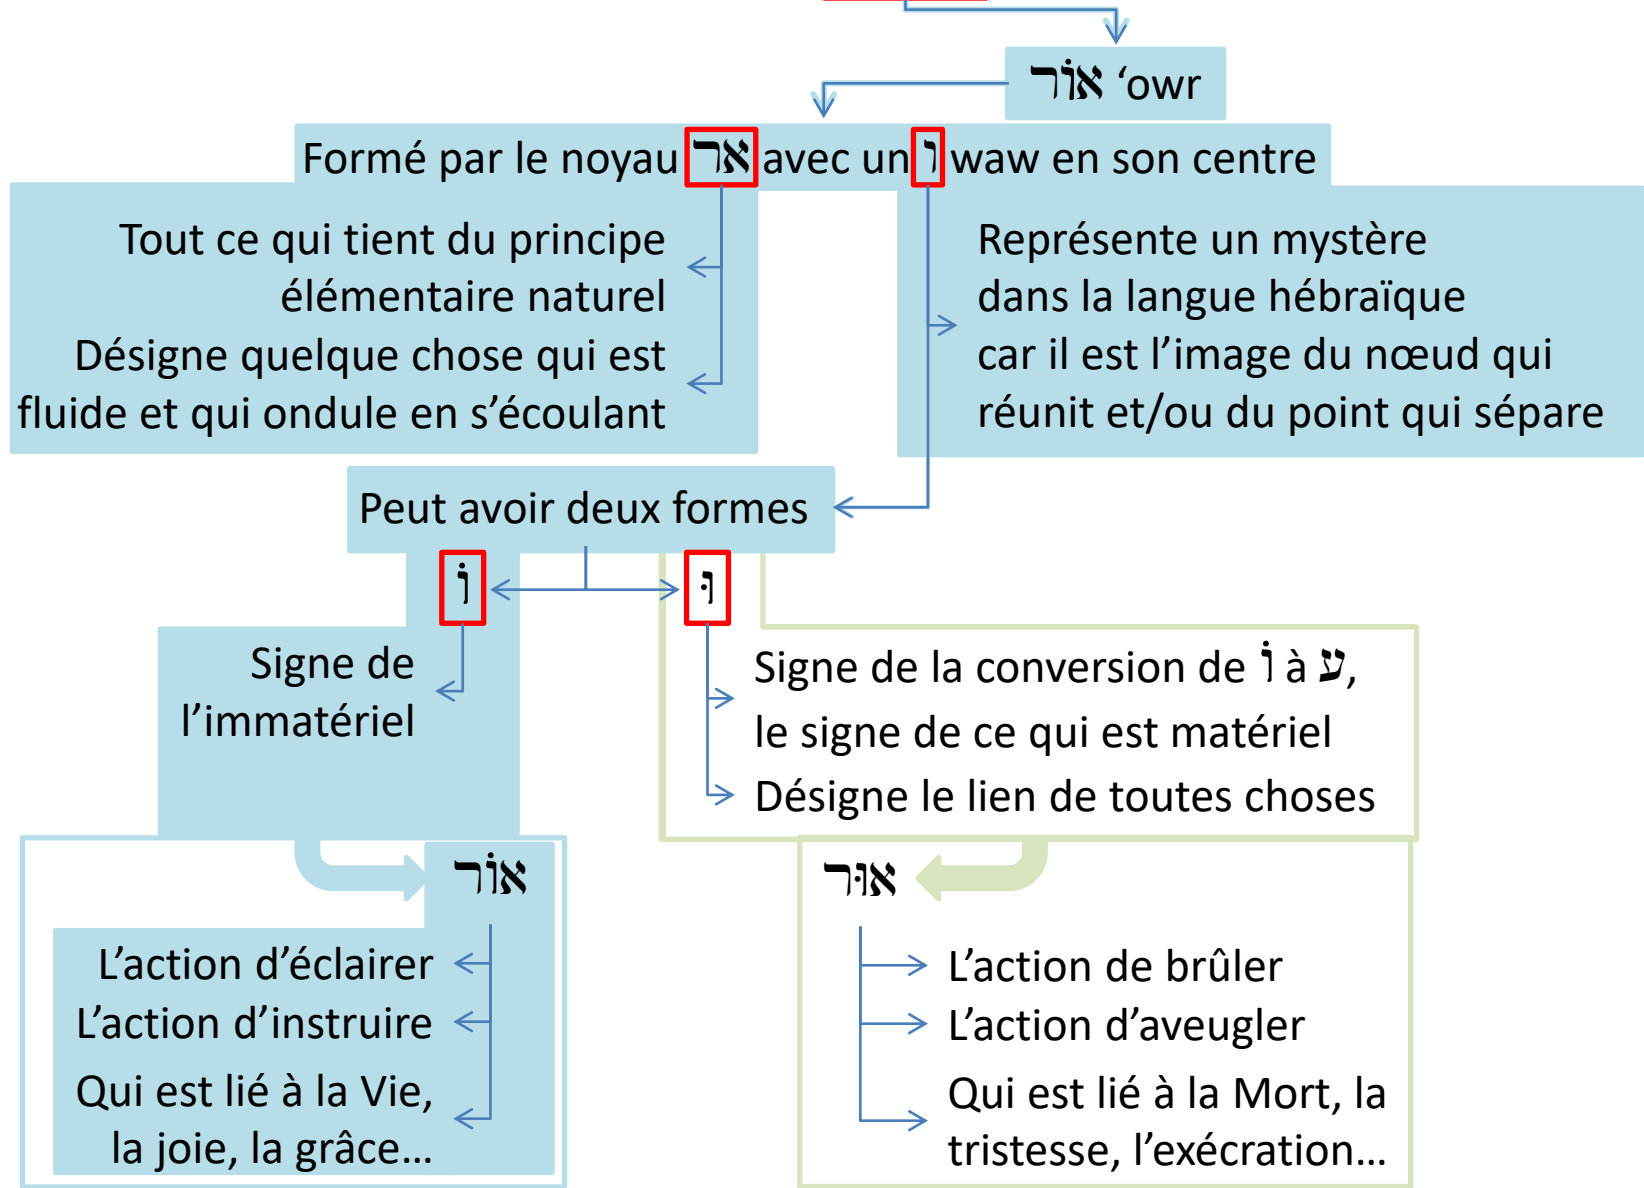 אוֹר ‘owr
Formé par le noyau אר avec un ו waw en son centre
Tout ce qui tient du principe
élémentaire naturel
Désigne quelque chose qui est
fluide et qui ondule en s’écoulant
Représente un mystère
dans la langue hébraïque
car il est l’image du nœud qui
réunit et/ou du point qui sépare
Peut avoir deux formes
וֹ
וּ
Signe de
l’immatériel
Signe de la conversion de וֹ à ע,
le signe de ce qui est matériel
Désigne le lien de toutes choses
אוֹר
L’action d’éclairer
L’action d’instruire
Qui est lié à la Vie,
la joie, la grâce…
אוּר
L’action de brûler
L’action d’aveugler
Qui est lié à la Mort, la
tristesse, l’exécration…